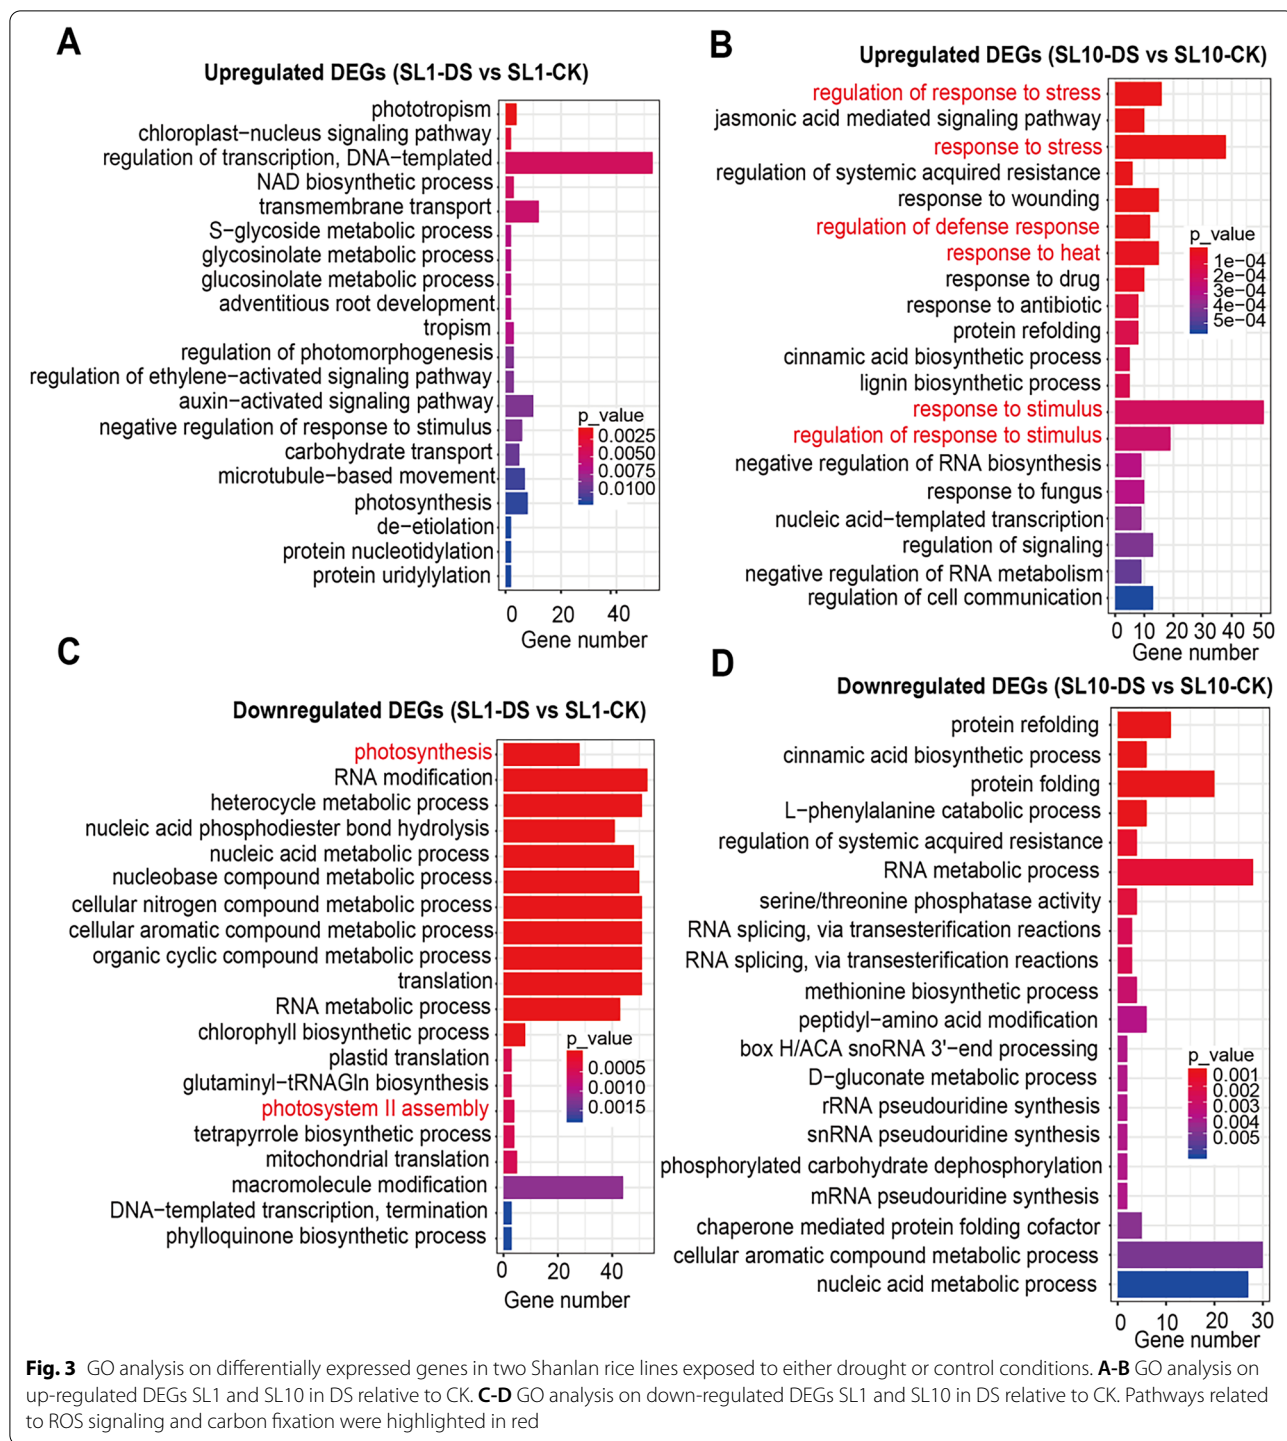 A
Upregulated DEGs (SL1-DS vs SL1-CK)
phototropism
chloroplast−nucleus signaling pathway
regulation of transcription, DNA−templated
NAD biosynthetic process
transmembrane transport
S−glycoside metabolic process
glycosinolate metabolic process
glucosinolate metabolic process
adventitious root development
tropism
regulation of photomorphogenesis
regulation of ethylene−activated signaling pathway
auxin−activated signaling pathway
negative regulation of response to stimulus
carbohydrate transport
microtubule−based movement
photosynthesis
de−etiolation
protein nucleotidylation
protein uridylylation
p_value
0.0025
0.0050
0.0075
0.0100
0 20 40
Gene number
B
Upregulated DEGs (SL10-DS vs SL10-CK)
regulation of response to stress
jasmonic acid mediated signaling pathway
response to stress
regulation of systemic acquired resistance
response to wounding
regulation of defense response
response to heat
response to drug
response to antibiotic
protein refolding
cinnamic acid biosynthetic process
lignin biosynthetic process
response to stimulus
regulation of response to stimulus
negative regulation of RNA biosynthesis
response to fungus
nucleic acid−templated transcription
regulation of signaling
negative regulation of RNA metabolism
regulation of cell communication
p_value
1e−04
2e−04
3e−04
4e−04
5e−04
0 10 20 30 40 50
Gene number
C
Downregulated DEGs (SL1-DS vs SL1-CK)
photosynthesis
RNA modification
heterocycle metabolic process
nucleic acid phosphodiester bond hydrolysis
nucleic acid metabolic process
nucleobase compound metabolic process
cellular nitrogen compound metabolic process
cellular aromatic compound metabolic process
organic cyclic compound metabolic process
translation
RNA metabolic process
chlorophyll biosynthetic process
plastid translation
glutaminyl−tRNAGln biosynthesis
photosystem II assembly
tetrapyrrole biosynthetic process
mitochondrial translation
macromolecule modification
DNA−templated transcription, termination
phylloquinone biosynthetic process
p_value
0.0005
0.0010
0.0015
0 20 40
Gene number
D
Downregulated DEGs (SL10-DS vs SL10-CK)
protein refolding
cinnamic acid biosynthetic process
protein folding
L−phenylalanine catabolic process
regulation of systemic acquired resistance
RNA metabolic process
serine/threonine phosphatase activity
RNA splicing, via transesterification reactions
RNA splicing, via transesterification reactions
methionine biosynthetic process
peptidyl−amino acid modification
box H/ACA snoRNA 3'−end processing
D−gluconate metabolic process
rRNA pseudouridine synthesis
snRNA pseudouridine synthesis
phosphorylated carbohydrate dephosphorylation
mRNA pseudouridine synthesis
chaperone mediated protein folding cofactor
cellular aromatic compound metabolic process
nucleic acid metabolic process
p_value
0.001
0.002
0.003
0.004
0.005
0 10 20 30
Gene number
Fig. 3 GO analysis on differentially expressed genes in two Shanlan rice lines exposed to either drought or control conditions. A-B GO analysis on
up-regulated DEGs SL1 and SL10 in DS relative to CK. C-D GO analysis on down-regulated DEGs SL1 and SL10 in DS relative to CK. Pathways related
to ROS signaling and carbon fixation were highlighted in red